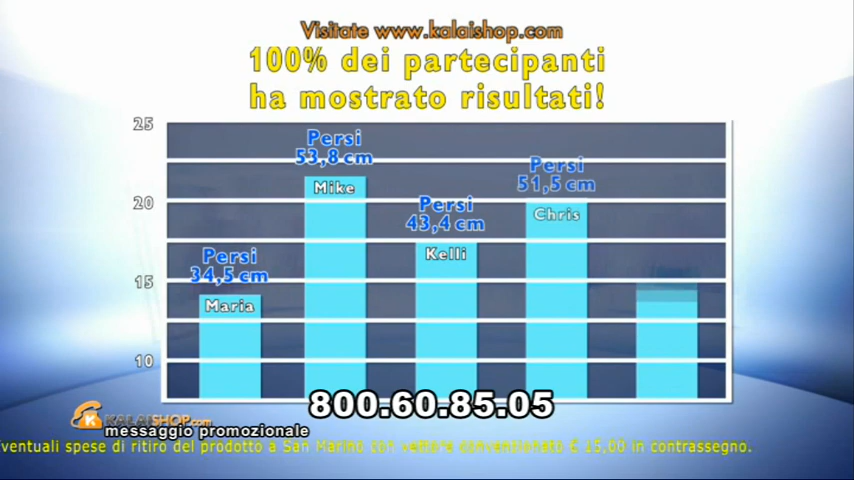 Visitate www.kalaishop.com
100% dei partecipanti
ha mostrato risultati!
25
20
15
10
Persi
34,5 cm
Maria
Persi
53,8 cm
Mike
Persi
43,4 cm
Kelli
Persi
51,5 cm
Chris
800.60.85.05
K KALAISHOP.com
messaggio promozionale
ventuali spese di ritiro del prodotto a San Marino con vettore convenzionato € 15,00 in contrassegno.